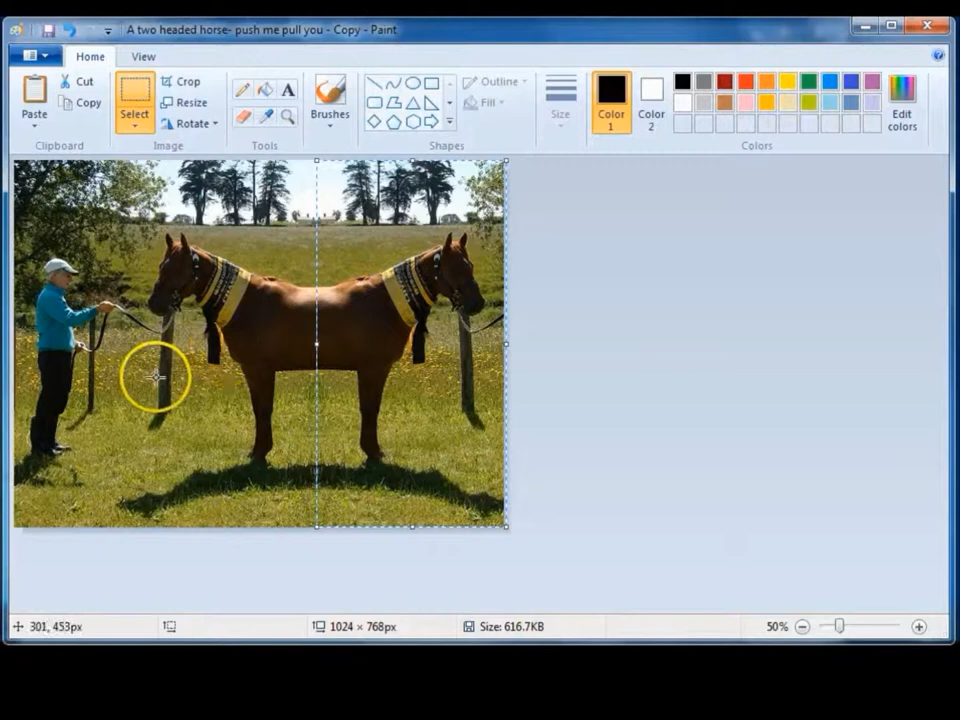 A two headed horse- push me pull you - Copy - Paint
Home View
Cut
Copy
Paste
Clipboard
Crop
Resize
Rotate
Select
Image
A
Tools
Brushes
Outline
Fill
Shapes
Size
Color 1
Color 2
Edit colors
Colors
301, 453px
1024 × 768px
Size: 616.7KB
50%